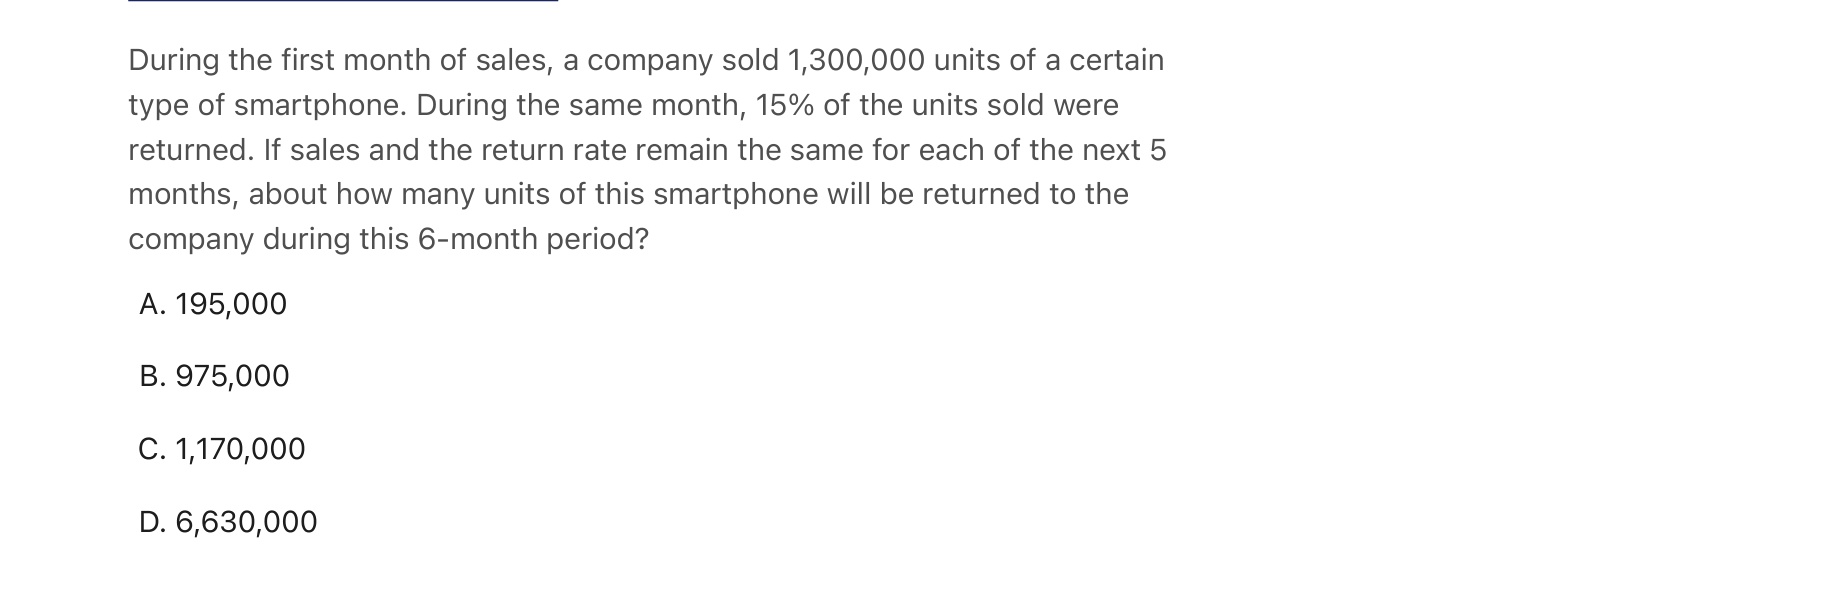 During the first month of sales, a company sold 1,300,000 units of a certain
type of smartphone. During the same month, 15% of the units sold were
returned. If sales and the return rate remain the same for each of the next 5
months, about how many units of this smartphone will be returned to the
company during this 6-month period?
A. 195,000
B. 975,000
C. 1,170,000
D. 6,630,000